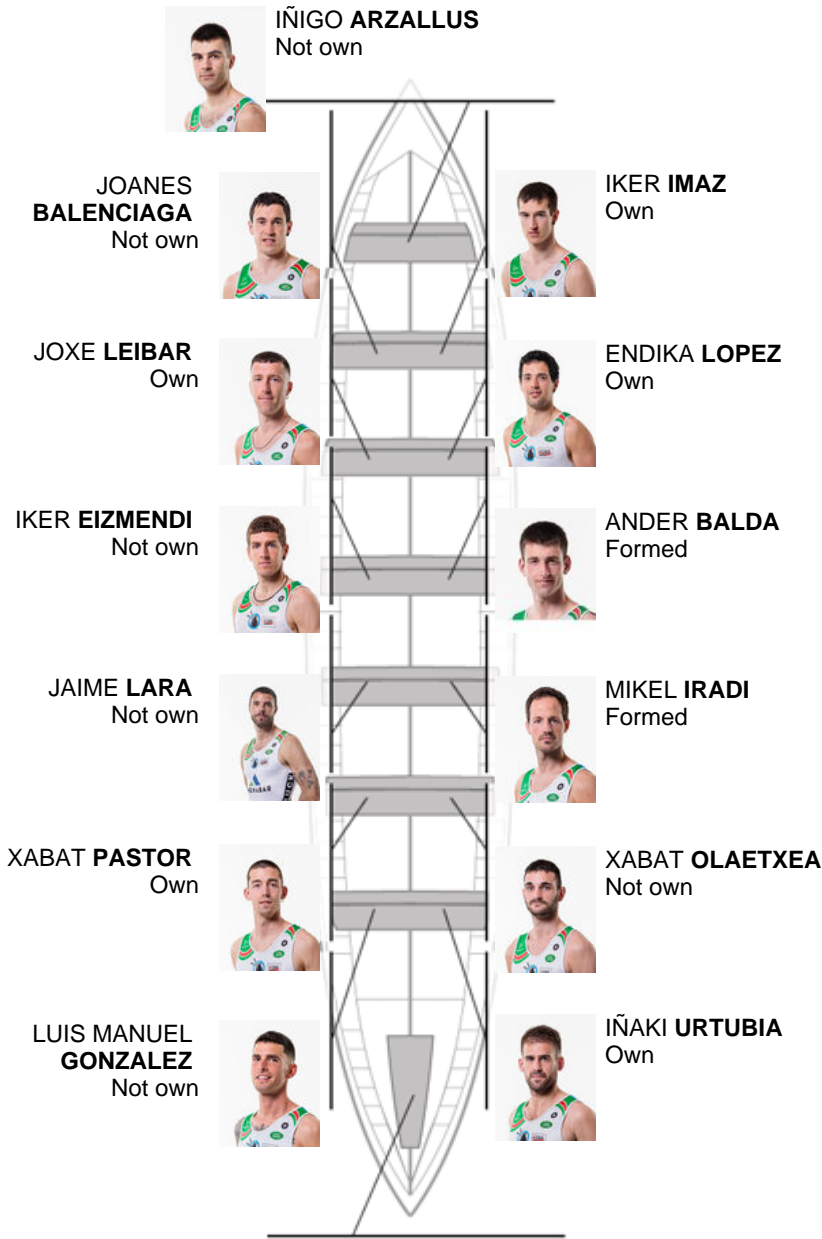 IÑIGO ARZALLUS
Not own
JOANES
BALENCIAGA
Not own
IKER IMAZ
Own
JOXE LEIBAR
Own
ENDIKA LOPEZ
Own
IKER EIZMENDI
Not own
ANDER BALDA
Formed
JAIME LARA
Not own
MIKEL IRADI
Formed
XABAT PASTOR
Own
XABAT OLAETXEA
Not own
LUIS MANUEL
GONZALEZ
Not own
IÑAKI URTUBIA
Own